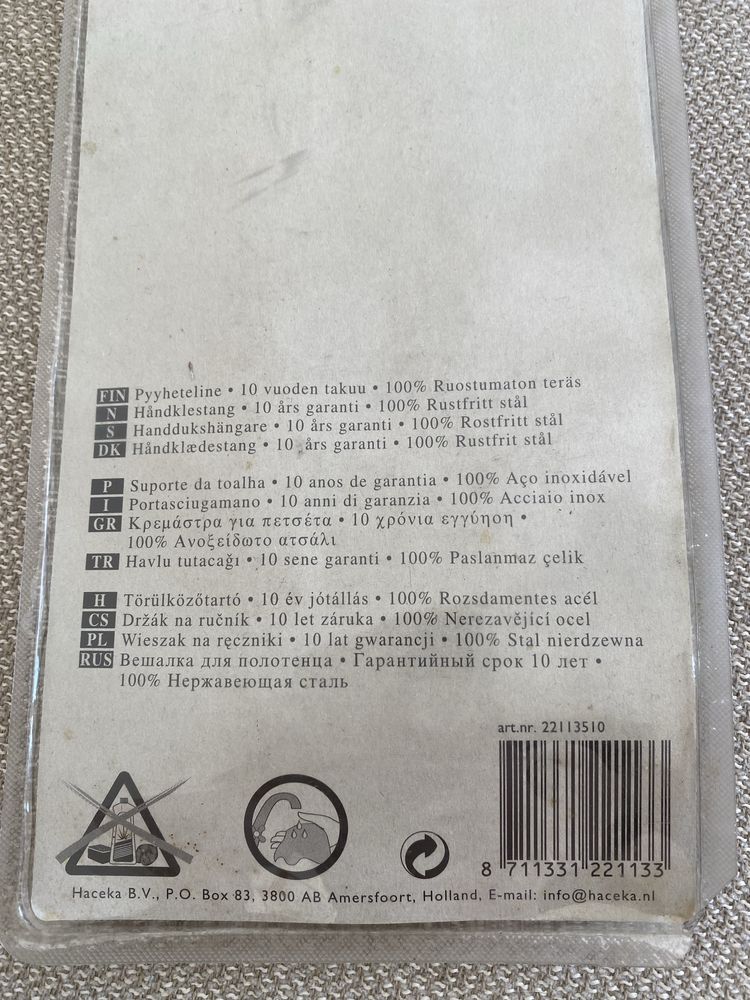 FIN Pyyheteline • 10 vuoden takuu • 100% Ruostumaton teräs
N Håndklestang • 10 års garanti • 100% Rustfritt stål
S Handdukshängare • 10 års garanti • 100% Rostfritt stål
DK Håndklædestang • 10 års garanti • 100% Rustfrit stål
P Suporte da toalha • 10 anos de garantia • 100% Aço inoxidável
I Portasciugamano • 10 anni di garanzia • 100% Acciaio inox
GR Κρεμάστρα για πετσέτα • 10 χρόνια εγγύηοη •
100% Ανοξείδωτο ατσάλι
TR Havlu tutacağı • 10 sene garanti • 100% Paslanmaz çelik
H Törülközőtartó • 10 év jótállás • 100% Rozsdamentes acél
CS Držák na ručník • 10 let záruka • 100% Nerezavějící ocel
PL Wieszak na ręczniki • 10 lat gwarancji • 100% Stal nierdzewna
RUS Вешалка для полотенца • Гарантийный срок 10 лет •
100% Нержавеющая сталь
art.nr. 22113510
8 711331 221133
Haceka B.V., P.O. Box 83, 3800 AB Amersfoort, Holland, E-mail: info@haceka.nl